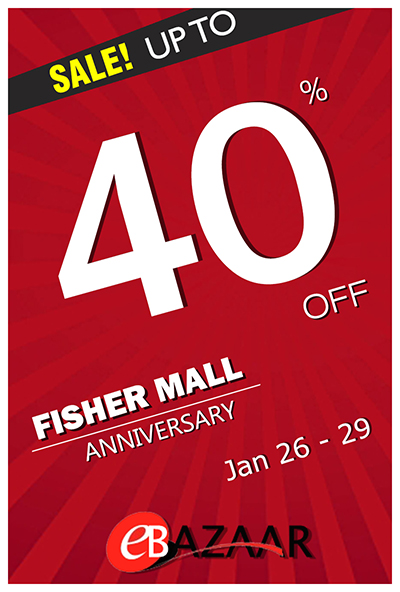 SALE! UP TO
40%
OFF
FISHER MALL
ANNIVERSARY
Jan 26 - 29
eBAZAAR